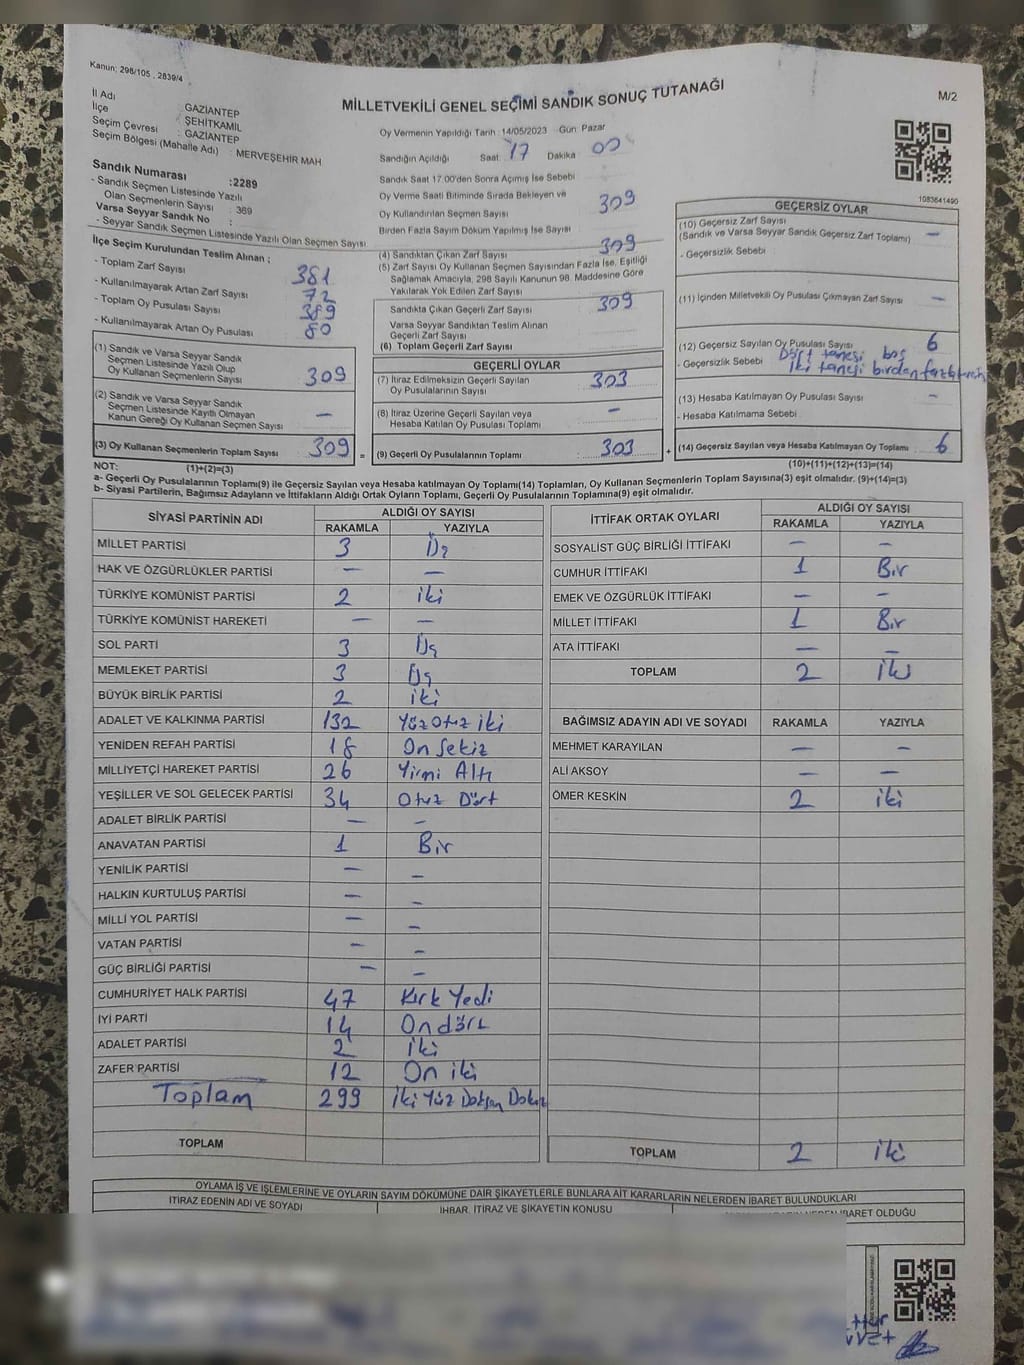 Kanun: 298/105 , 2839/4
MİLLETVEKİLİ GENEL SEÇİMİ SANDIK SONUÇ TUTANAĞI
M/2
İl Adı GAZIANTEP
İlçe ŞEHİTKAMİL
Seçim Çevresi : GAZIANTEP
Seçim Bölgesi (Mahalle Adı) : MERVEŞEHİR MAH
Oy Vermenin Yapıldığı Tarih :14/05/2023 Gün: Pazar
Sandığın Açıldığı Saat: 17 Dakika 00
Sandık Saat 17.00'den Sonra Açımış İse Sebebi
Oy Verme Saati Bitiminde Sırada Bekleyen ve
Oy Kullandırılan Seçmen Sayısı 309
Birden Fazla Sayım Döküm Yapılmış İse Sayısı
Sandık Numarası :2289
- Sandık Seçmen Listesinde Yazılı
Olan Seçmenlerin Sayısı : 369
Varsa Seyyar Sandık No :
- Seyyar Sandık Seçmen Listesinde Yazılı Olan Seçmen Sayısı
İlçe Seçim Kurulundan Teslim Alınan ;
- Toplam Zarf Sayısı 381
- Kullanılmayarak Artan Zarf Sayısı 72
- Toplam Oy Pusulası Sayısı 389
- Kullanılmayarak Artan Oy Pusulası 80
(1) Sandık ve Varsa Seyyar Sandık
Seçmen Listesinde Yazılı Olup
Oy Kullanan Seçmenlerin Sayısı 309
(2) Sandık ve Varsa Seyyar Sandık
Seçmen Listesinde Kayıtlı Olmayan
Kanun Gereği Oy Kullanan Seçmen Sayısı —
(3) Oy Kullanan Seçmenlerin Toplam Sayısı 309 =
(4) Sandıktan Çıkan Zarf Sayısı 309
(5) Zarf Sayısı Oy Kullanan Seçmen Sayısından Fazla İse, Eşitliği
Sağlamak Amacıyla, 298 Sayılı Kanunun 98. Maddesine Göre
Yakılarak Yok Edilen Zarf Sayısı
Sandıkta Çıkan Geçerli Zarf Sayısı 309
Varsa Seyyar Sandıktan Teslim Alınan
Geçerli Zarf Sayısı
(6) Toplam Geçerli Zarf Sayısı
GEÇERLİ OYLAR
(7) İtiraz Edilmeksizin Geçerli Sayılan
Oy Pusulalarının Sayısı 303
(8) İtiraz Üzerine Geçerli Sayılan veya
Hesaba Katılan Oy Pusulası Toplamı —
(9) Geçerli Oy Pusulalarının Toplamı : 303 +
1083641490
GEÇERSİZ OYLAR
(10) Geçersiz Zarf Sayısı
(Sandık ve Varsa Seyyar Sandık Geçersiz Zarf Toplamı) —
- Geçersizlik Sebebi :
(11) İçinden Milletvekili Oy Pusulası Çıkmayan Zarf Sayısı —
(12) Geçersiz Sayılan Oy Pusulası Sayısı 6
- Geçersizlik Sebebi Dört tanesi boş
iki tanesi birden fazla
(13) Hesaba Katılmayan Oy Pusulası Sayısı —
- Hesaba Katılmama Sebebi :
(14) Geçersiz Sayılan veya Hesaba Katılmayan Oy Toplamı 6
NOT: (1)+(2)=(3) (10)+(11)+(12)+(13)=(14)
a- Geçerli Oy Pusulalarının Toplamı(9) ile Geçersiz Sayılan veya Hesaba katılmayan Oy Toplamı(14) Toplamları, Oy Kullanan Seçmenlerin Toplam Sayısına(3) eşit olmalıdır. (9)+(14)=(3)
b- Siyasi Partilerin, Bağımsız Adayların ve İttifakların Aldığı Ortak Oyların Toplamı, Geçerli Oy Pusulalarının Toplamına(9) eşit olmalıdır.
SİYASİ PARTİNİN ADI ALDIĞI OY SAYISI
RAKAMLA YAZIYLA
MİLLET PARTİSİ 3 Üç
HAK VE ÖZGÜRLÜKLER PARTİSİ — —
TÜRKİYE KOMÜNİST PARTİSİ 2 iki
TÜRKİYE KOMÜNİST HAREKETİ — —
SOL PARTİ 3 Üç
MEMLEKET PARTİSİ 3 Üç
BÜYÜK BİRLİK PARTİSİ 2 iki
ADALET VE KALKINMA PARTİSİ 132 Yüz Otuz iki
YENİDEN REFAH PARTİSİ 18 On Sekiz
MİLLİYETÇİ HAREKET PARTİSİ 26 Yirmi Altı
YEŞİLLER VE SOL GELECEK PARTİSİ 34 Otuz Dört
ADALET BİRLİK PARTİSİ — —
ANAVATAN PARTİSİ 1 Bir
YENİLİK PARTİSİ — —
HALKIN KURTULUŞ PARTİSİ — —
MİLLİ YOL PARTİSİ — —
VATAN PARTİSİ — —
GÜÇ BİRLİĞİ PARTİSİ — —
CUMHURİYET HALK PARTİSİ 47 Kırk Yedi
İYİ PARTİ 14 On dört
ADALET PARTİSİ 2 iki
ZAFER PARTİSİ 12 On iki
Toplam 299 iki Yüz Doksan Dokuz
TOPLAM
İTTİFAK ORTAK OYLARI ALDIĞI OY SAYISI
RAKAMLA YAZIYLA
SOSYALİST GÜÇ BİRLİĞİ İTTİFAKI — —
CUMHUR İTTİFAKI 1 Bir
EMEK VE ÖZGÜRLÜK İTTİFAKI — —
MİLLET İTTİFAKI 1 Bir
ATA İTTİFAKI — —
TOPLAM 2 iki
BAĞIMSIZ ADAYIN ADI VE SOYADI RAKAMLA YAZIYLA
MEHMET KARAYILAN — —
ALİ AKSOY — —
ÖMER KESKİN 2 iki
TOPLAM 2 iki
OYLAMA İŞ VE İŞLEMLERİNE VE OYLARIN SAYIM DÖKÜMÜNE DAİR ŞİKAYETLERLE BUNLARA AİT KARARLARIN NELERDEN İBARET BULUNDUKLARI
İTİRAZ EDENİN ADI VE SOYADI İHBAR, İTİRAZ VE ŞİKAYETİN KONUSU İBARET OLDUĞU